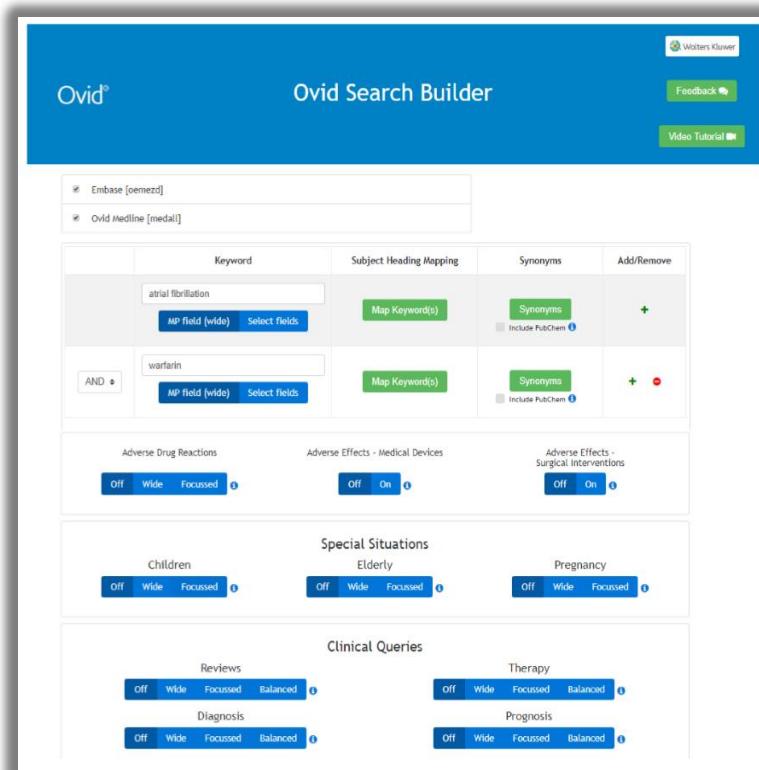 Wolters Kluwer
Ovid®
Ovid Search Builder
Feedback
Video Tutorial
Embase [oemezd]
Ovid Medline [medall]
Keyword Subject Heading Mapping Synonyms Add/Remove
atrial fibrillation
MP field (wide) Select fields
Map Keyword(s)
Synonyms
Include PubChem
AND
warfarin
MP field (wide) Select fields
Map Keyword(s)
Synonyms
Include PubChem
Adverse Drug Reactions Adverse Effects - Medical Devices Adverse Effects -
Surgical Interventions
Off Wide Focussed Off On Off On
Special Situations
Children Elderly Pregnancy
Off Wide Focussed Off Wide Focussed Off Wide Focussed
Clinical Queries
Reviews Therapy
Off Wide Focussed Balanced Off Wide Focussed Balanced
Diagnosis Prognosis
Off Wide Focussed Balanced Off Wide Focussed Balanced